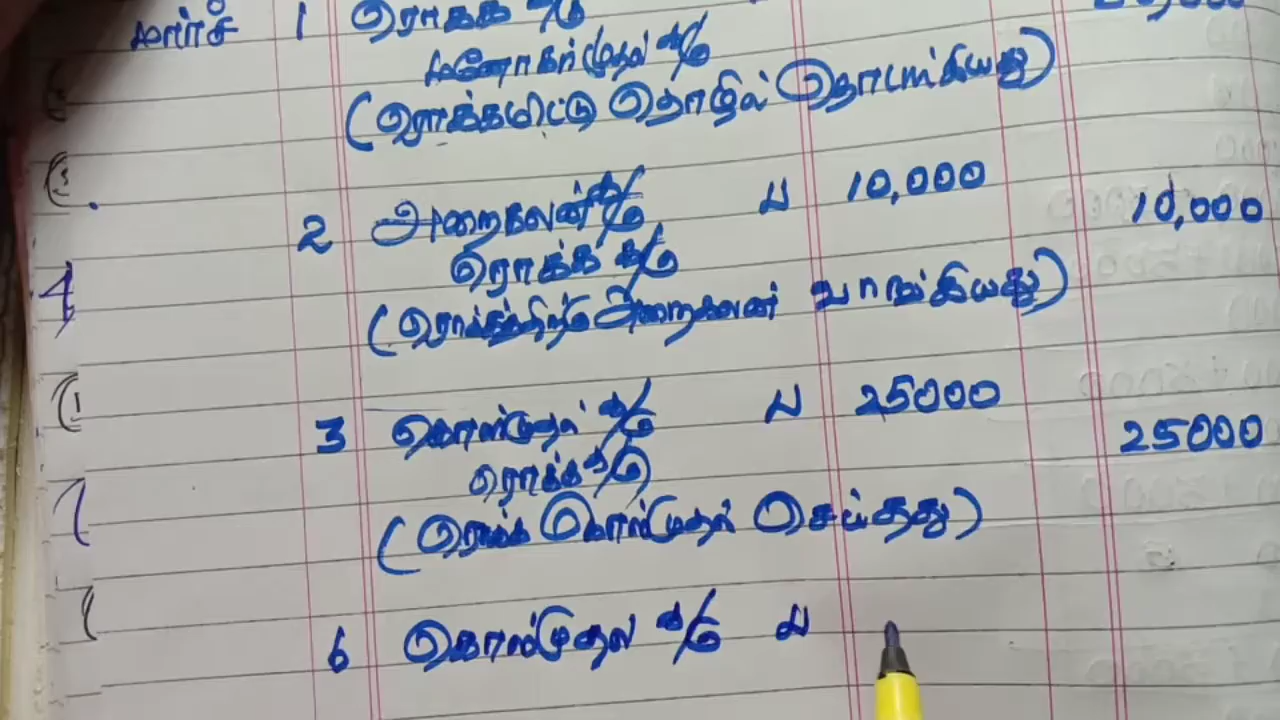 மார்ச் 1 ரொக்க க/கு
மனோகர் முதல் க/கு
(ரொக்கமிட்டு தொழில் தொடங்கியது)
2 அறைகலன் க/கு ப 10,000
ரொக்க க/கு 10,000
(ரொக்கத்திற்கு அறைகலன் வாங்கியது)
3 கொள்முதல் க/கு ப 25000
ரொக்க க/கு 25000
(ரொக்க கொள்முதல் செய்தது)
6 கொள்முதல் க/கு ப